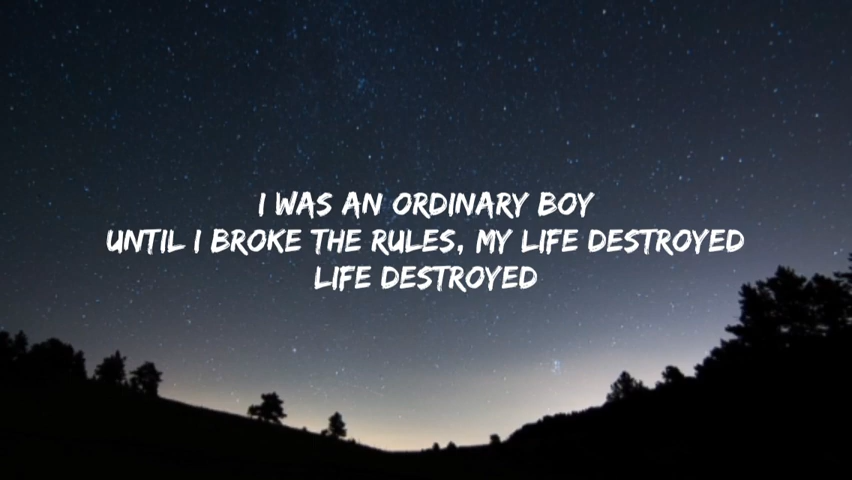 I WAS AN ORDINARY BOY
UNTIL I BROKE THE RULES, MY LIFE DESTROYED
LIFE DESTROYED